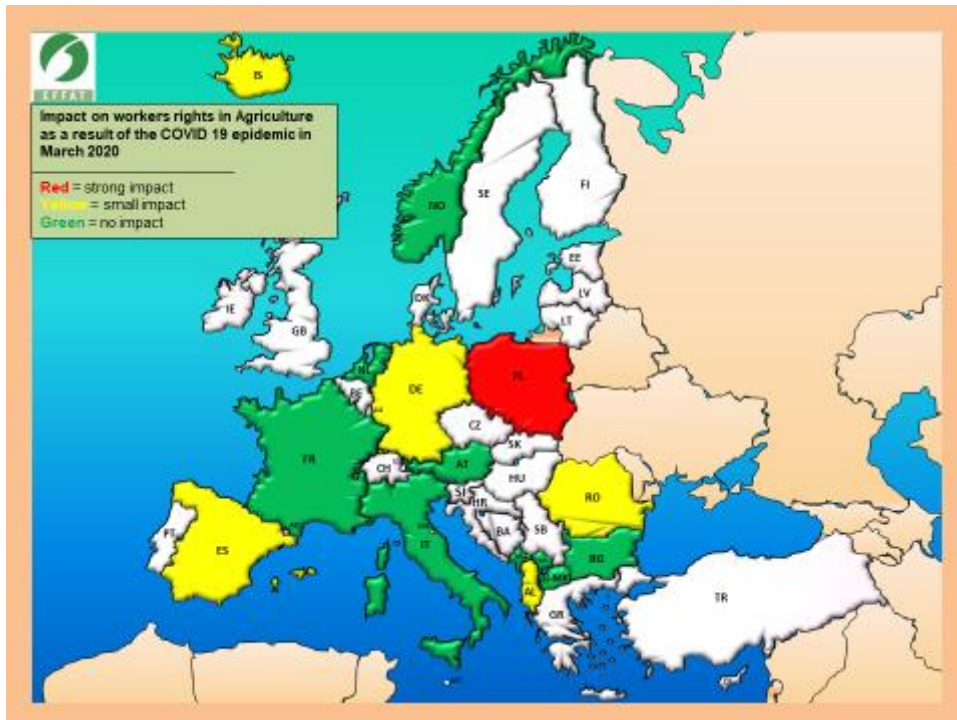 EFFAT
IS
Impact on workers rights in Agriculture
as a result of the COVID 19 epidemic in
March 2020
Red = strong impact
Yellow = small impact
Green = no impact
NO
SE
FI
EE
LV
LT
DK
IE
GB
NL
BE
DE
PL
CZ
SK
FR
CH
AT
HU
SI
HR
RO
BA
SB
IT
PT
ES
BG
AL
GR
TR